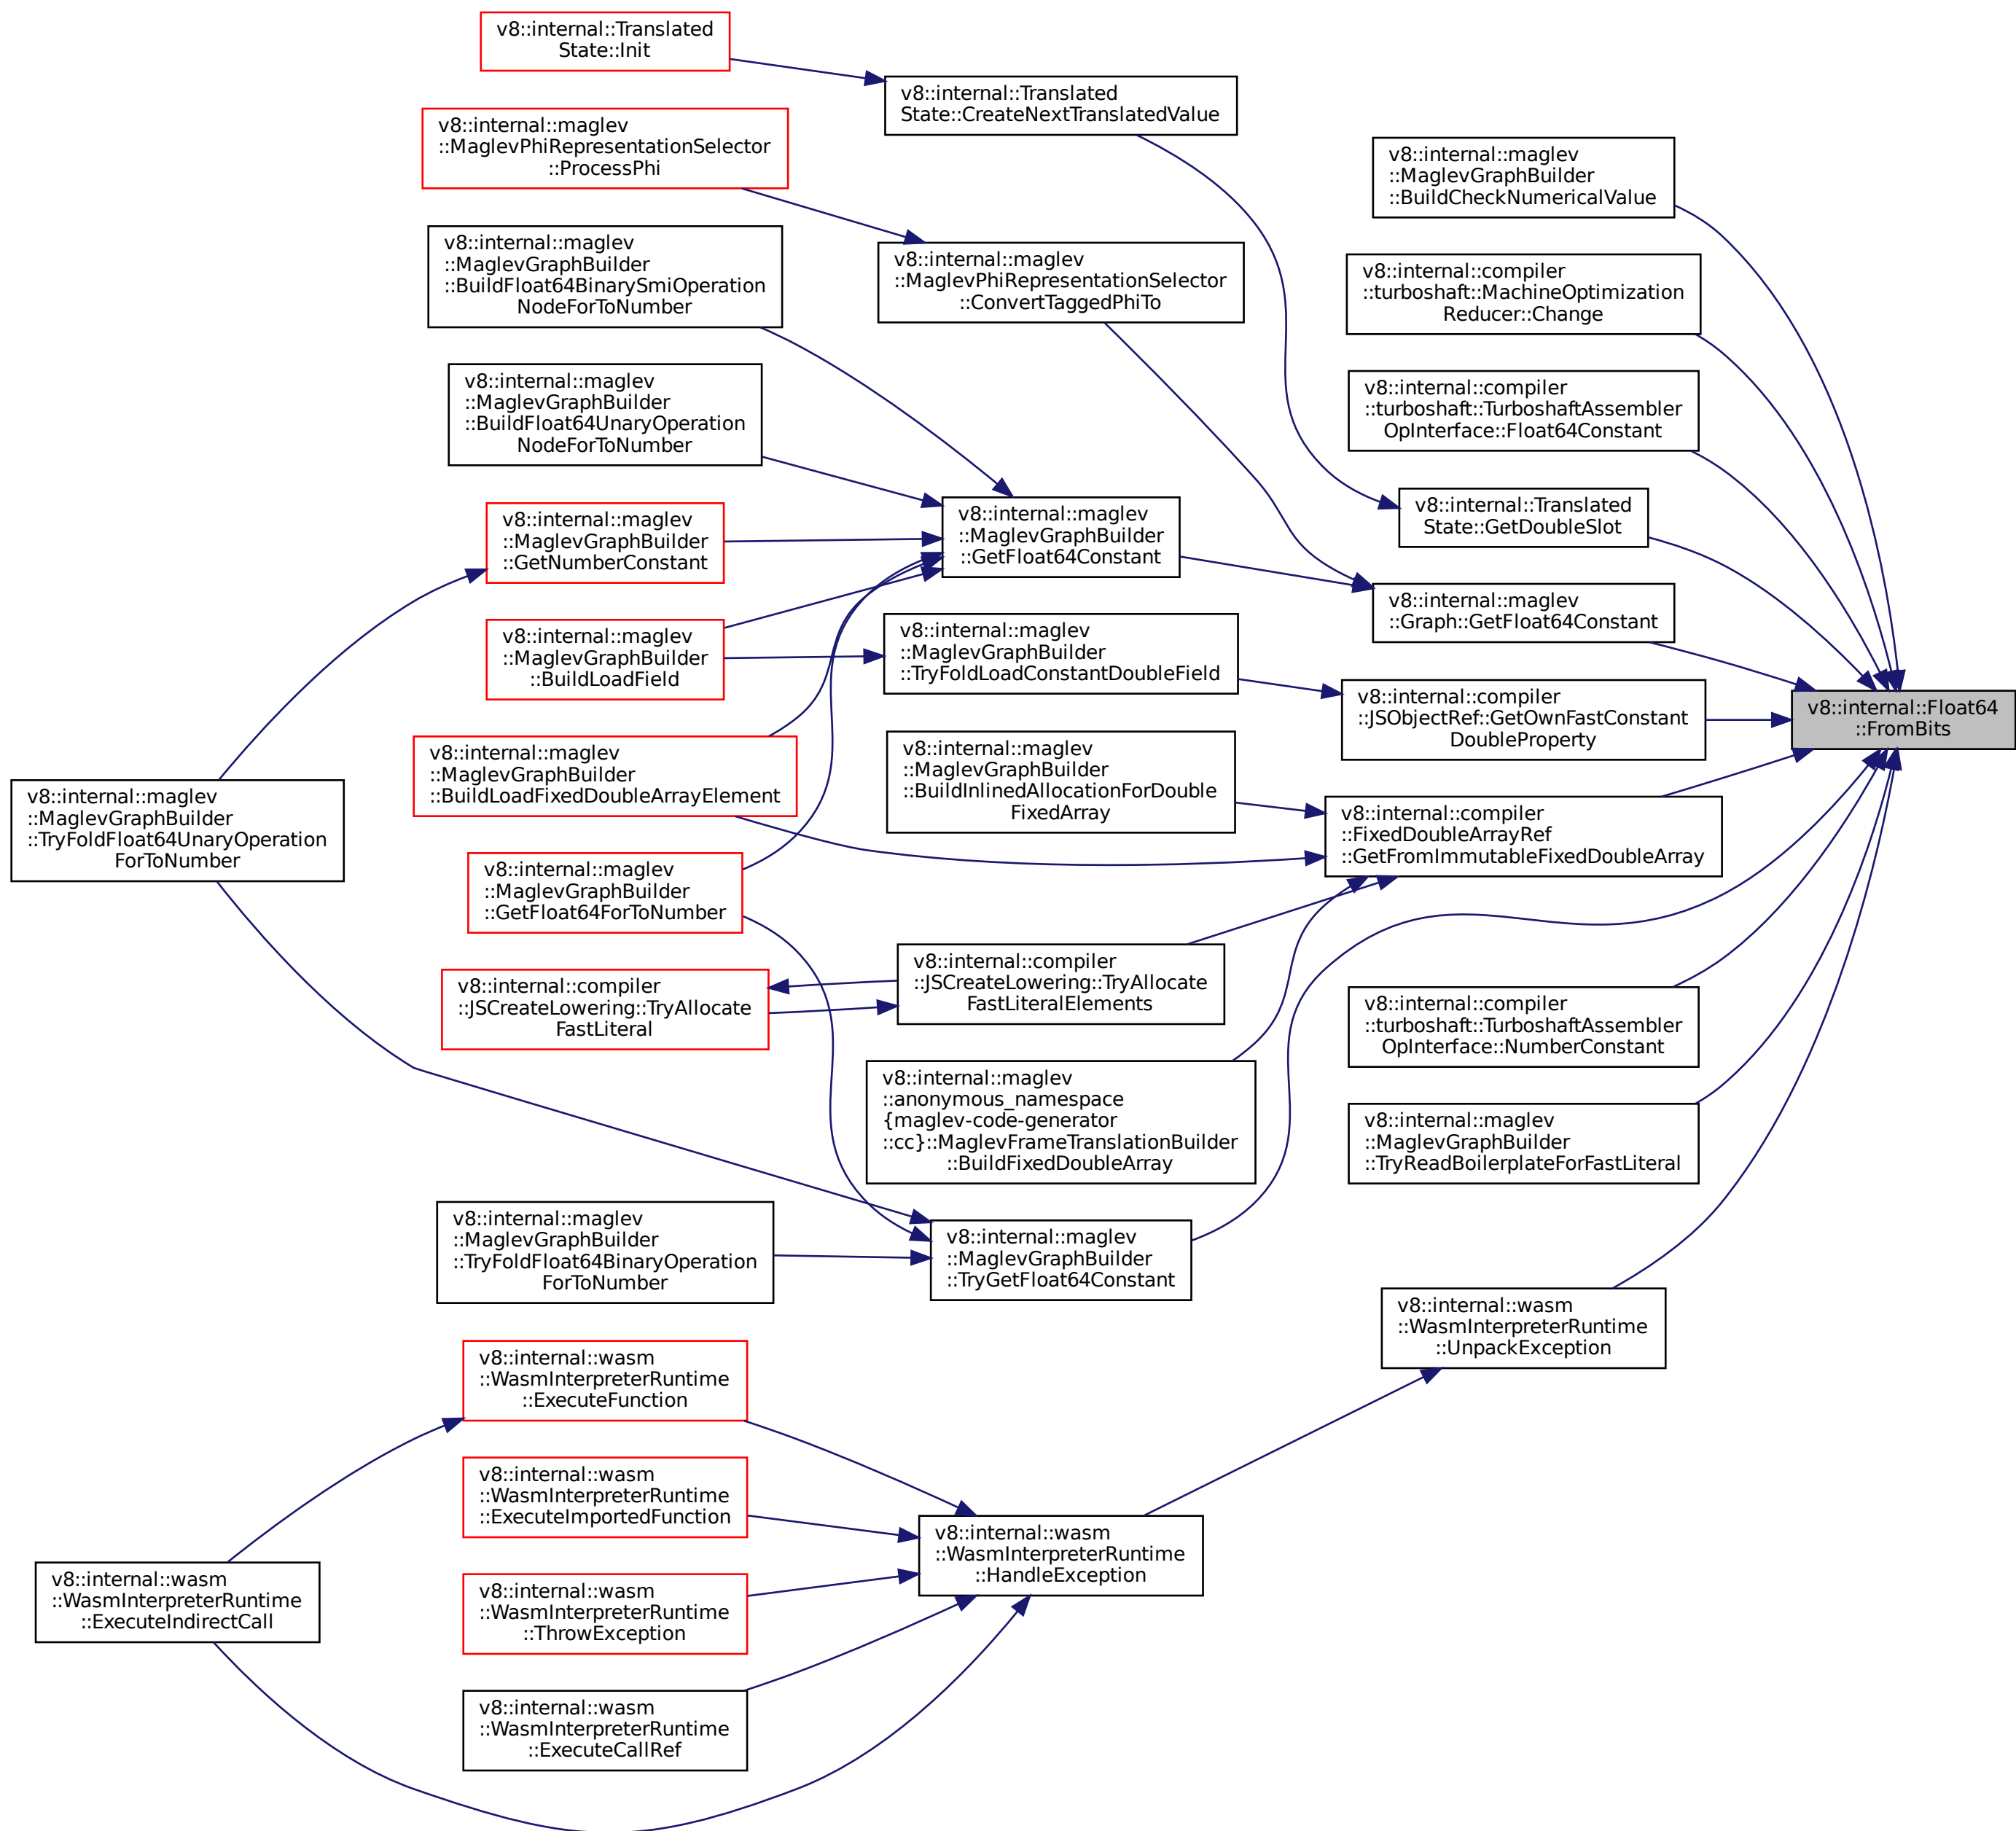 v8::internal::Translated
State::Init
v8::internal::Translated
State::CreateNextTranslatedValue
v8::internal::maglev
::MaglevPhiRepresentationSelector
::ProcessPhi
v8::internal::maglev
::MaglevGraphBuilder
::BuildCheckNumericalValue
v8::internal::maglev
::MaglevGraphBuilder
::BuildFloat64BinarySmiOperation
NodeForToNumber
v8::internal::maglev
::MaglevPhiRepresentationSelector
::ConvertTaggedPhiTo
v8::internal::compiler
::turboshaft::MachineOptimization
Reducer::Change
v8::internal::maglev
::MaglevGraphBuilder
::BuildFloat64UnaryOperation
NodeForToNumber
v8::internal::compiler
::turboshaft::TurboshaftAssembler
OpInterface::Float64Constant
v8::internal::Translated
State::GetDoubleSlot
v8::internal::maglev
::MaglevGraphBuilder
::GetNumberConstant
v8::internal::maglev
::MaglevGraphBuilder
::GetFloat64Constant
v8::internal::maglev
::Graph::GetFloat64Constant
v8::internal::maglev
::MaglevGraphBuilder
::BuildLoadField
v8::internal::maglev
::MaglevGraphBuilder
::TryFoldLoadConstantDoubleField
v8::internal::compiler
::JSObjectRef::GetOwnFastConstant
DoubleProperty
v8::internal::Float64
::FromBits
v8::internal::maglev
::MaglevGraphBuilder
::BuildLoadFixedDoubleArrayElement
v8::internal::maglev
::MaglevGraphBuilder
::BuildInlinedAllocationForDouble
FixedArray
v8::internal::maglev
::MaglevGraphBuilder
::TryFoldFloat64UnaryOperation
ForToNumber
v8::internal::compiler
::FixedDoubleArrayRef
::GetFromImmutableFixedDoubleArray
v8::internal::maglev
::MaglevGraphBuilder
::GetFloat64ForToNumber
v8::internal::compiler
::JSCreateLowering::TryAllocate
FastLiteral
v8::internal::compiler
::JSCreateLowering::TryAllocate
FastLiteralElements
v8::internal::compiler
::turboshaft::TurboshaftAssembler
OpInterface::NumberConstant
v8::internal::maglev
::anonymous_namespace
{maglev-code-generator
::cc}::MaglevFrameTranslationBuilder
::BuildFixedDoubleArray
v8::internal::maglev
::MaglevGraphBuilder
::TryReadBoilerplateForFastLiteral
v8::internal::maglev
::MaglevGraphBuilder
::TryFoldFloat64BinaryOperation
ForToNumber
v8::internal::maglev
::MaglevGraphBuilder
::TryGetFloat64Constant
v8::internal::wasm
::WasmInterpreterRuntime
::UnpackException
v8::internal::wasm
::WasmInterpreterRuntime
::ExecuteFunction
v8::internal::wasm
::WasmInterpreterRuntime
::ExecuteImportedFunction
v8::internal::wasm
::WasmInterpreterRuntime
::HandleException
v8::internal::wasm
::WasmInterpreterRuntime
::ExecuteIndirectCall
v8::internal::wasm
::WasmInterpreterRuntime
::ThrowException
v8::internal::wasm
::WasmInterpreterRuntime
::ExecuteCallRef